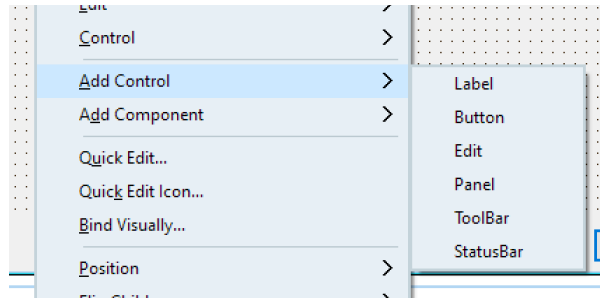 Edit
Control
Add Control
Add Component
Quick Edit...
Quick Edit Icon...
Bind Visually...
Position
Label
Button
Edit
Panel
ToolBar
StatusBar